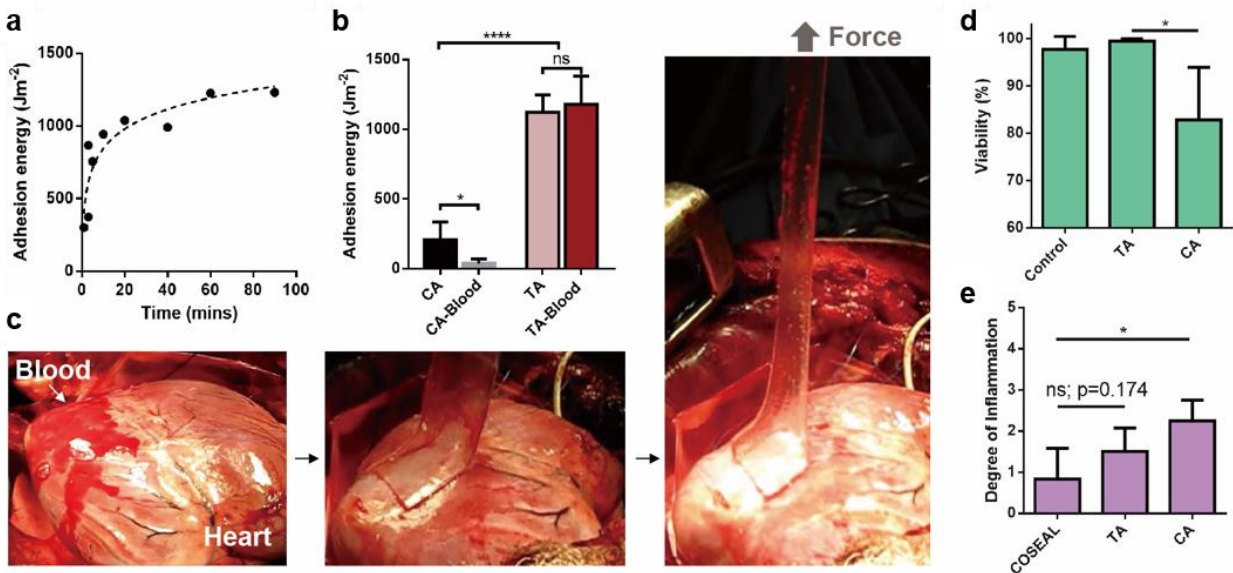 a
Adhesion energy (Jm⁻²)
1500
1000
500
0
0 20 40 60 80 100
Time (mins)
b
Adhesion energy (Jm⁻²)
1500
1000
500
0
****
ns
*
CA
CA-Blood
TA
TA-Blood
Force
c
Blood
Heart
d
Viability (%)
100
90
80
70
60
*
Control
TA
CA
e
Degree of Inflammation
5
4
3
2
1
0
*
ns; p=0.174
COSEAL
TA
CA